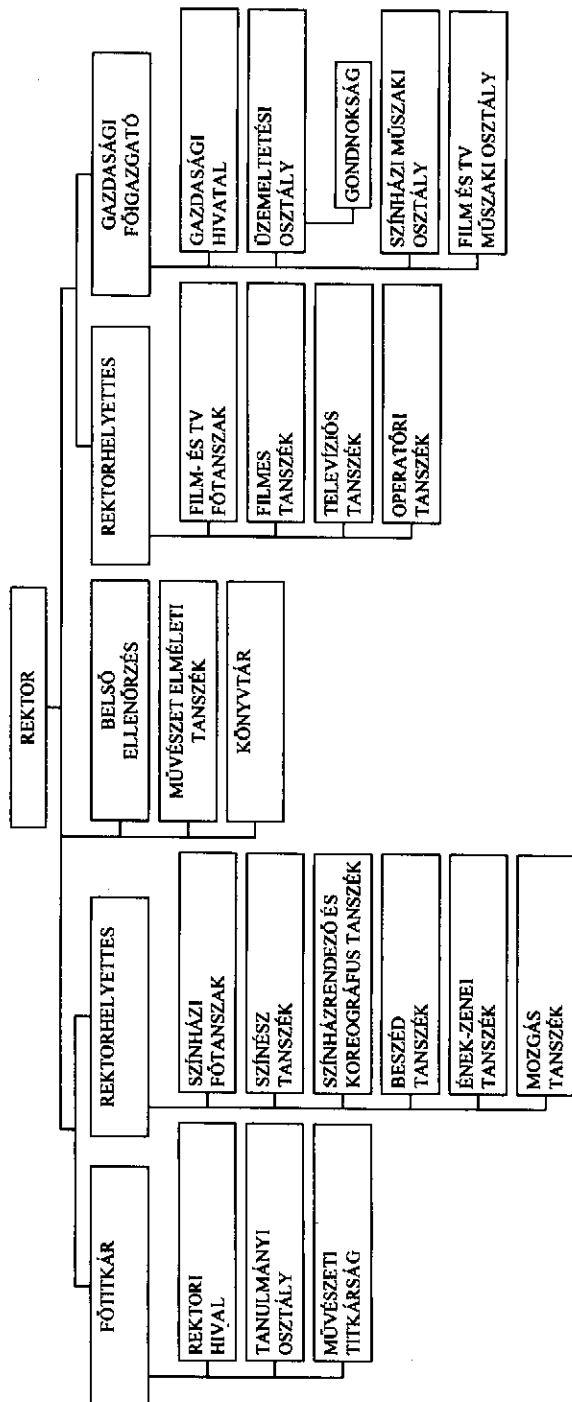 REKTOR
FŐTITKÁR
REKTORI
HIVAL
TANULMÁNYI
OSZTÁLY
MŰVÉSZETI
TITKÁRSÁG
REKTORHELYETTES
SZÍNHÁZI
FŐTANSZAK
SZÍNÉSZ
TANSZÉK
SZÍNHÁZRENDEZŐ ÉS
KOREOGRÁFUS TANSZÉK
BESZÉD
TANSZÉK
ÉNEK-ZENEI
TANSZÉK
MOZGÁS
TANSZÉK
BELSŐ
ELLENŐRZÉS
MŰVÉSZET ELMÉLETI
TANSZÉK
KÖNYVTÁR
REKTORHELYETTES
FILM- ÉS TV
FŐTANSZAK
FILMES
TANSZÉK
TELEVÍZIÓS
TANSZÉK
OPERATŐRI
TANSZÉK
GAZDASÁGI
FŐIGAZGATÓ
GAZDASÁGI
HIVATAL
ÜZEMELTETÉSI
OSZTÁLY
GONDNOKSÁG
SZÍNHÁZI MŰSZAKI
OSZTÁLY
FILM ÉS TV
MŰSZAKI OSZTÁLY